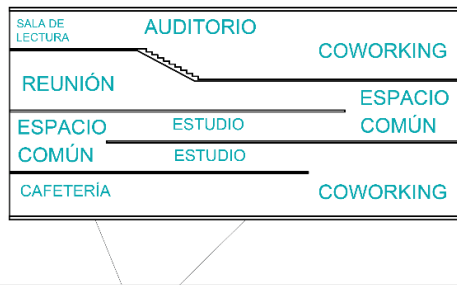 SALA DE
LECTURA
AUDITORIO
COWORKING
REUNIÓN
ESPACIO
COMÚN
ESPACIO
COMÚN
ESTUDIO
ESTUDIO
CAFETERÍA
COWORKING